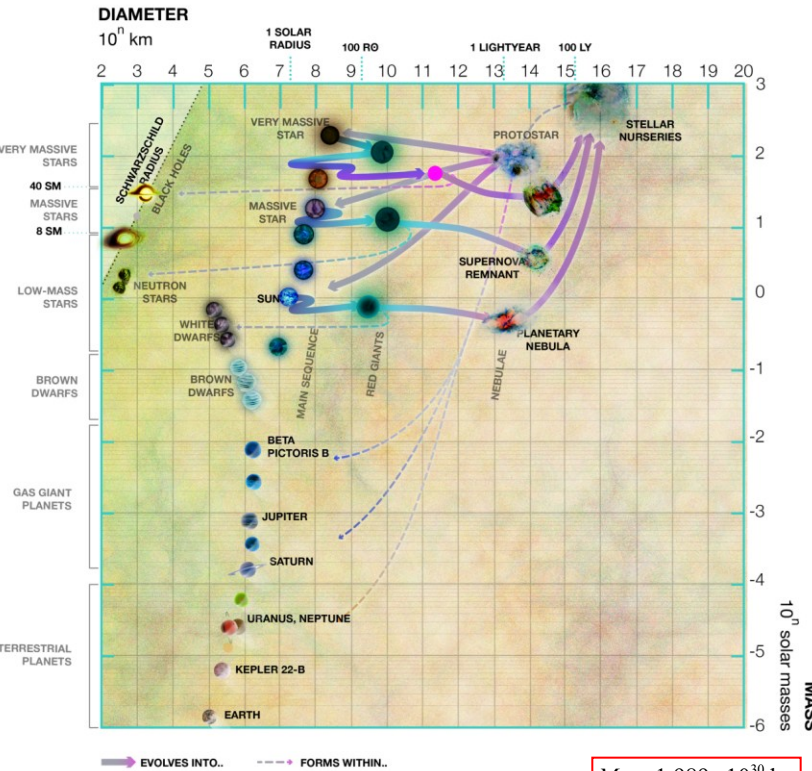 DIAMETER
10ⁿ km
1 SOLAR
RADIUS
100 R⊙
1 LIGHTYEAR
100 LY
2 3 4 5 6 7 8 9 10 11 12 13 14 15 16 17 18 19 20
3
2
1
0
-1
-2
-3
-4
-5
-6
VERY MASSIVE
STARS
40 SM
MASSIVE
STARS
8 SM
LOW-MASS
STARS
BROWN
DWARFS
GAS GIANT
PLANETS
TERRESTRIAL
PLANETS
SCHWARZSCHILD
RADIUS
BLACK HOLES
VERY MASSIVE
STAR
PROTOSTAR
STELLAR
NURSERIES
MASSIVE
STAR
SUPERNOVA
REMNANT
NEUTRON
STARS
SUN
WHITE
DWARFS
PLANETARY
NEBULA
BROWN
DWARFS
MAIN SEQUENCE
RED GIANTS
NEBULAE
BETA
PICTORIS B
JUPITER
SATURN
URANUS, NEPTUNE
KEPLER 22-B
EARTH
10ⁿ solar masses
MASS
EVOLVES INTO..
FORMS WITHIN..